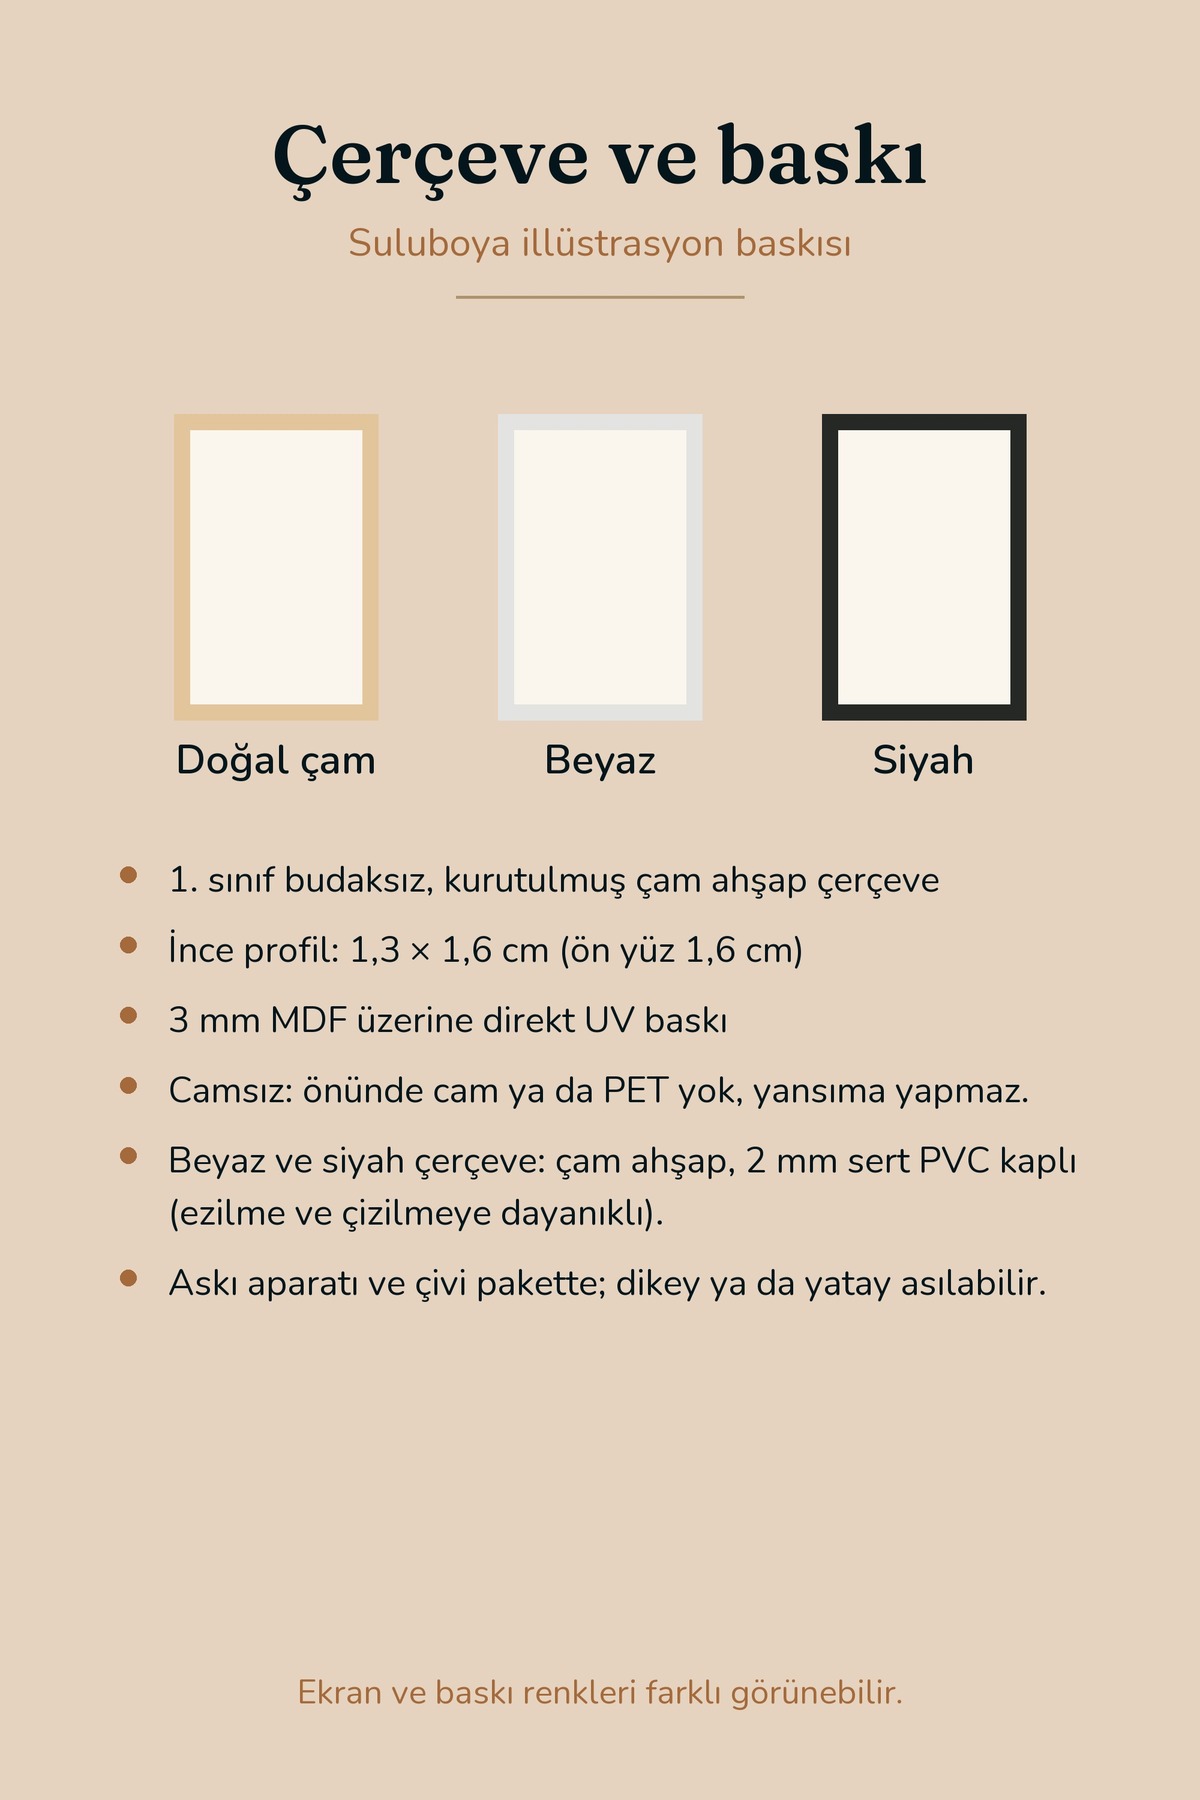 Çerçeve ve baskı
Suluboya illüstrasyon baskısı
Doğal çam
Beyaz
Siyah
1. sınıf budaksız, kurutulmuş çam ahşap çerçeve
İnce profil: 1,3 × 1,6 cm (ön yüz 1,6 cm)
3 mm MDF üzerine direkt UV baskı
Camsız: önünde cam ya da PET yok, yansıma yapmaz.
Beyaz ve siyah çerçeve: çam ahşap, 2 mm sert PVC kaplı
(ezilme ve çizilmeye dayanıklı).
Askı aparatı ve çivi pakette; dikey ya da yatay asılabilir.
Ekran ve baskı renkleri farklı görünebilir.